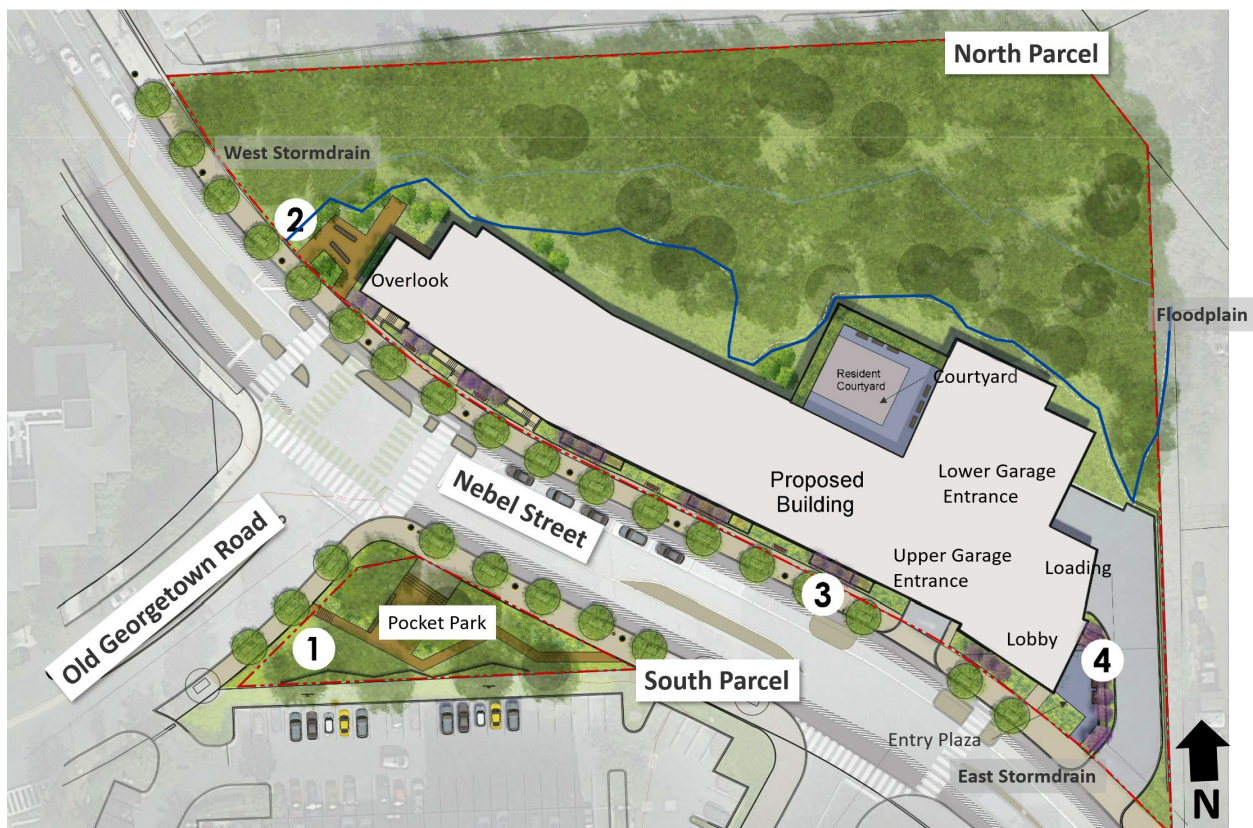 North Parcel
West Stormdrain
2
Overlook
Floodplain
Resident
Courtyard
Courtyard
Proposed
Building
Lower Garage
Entrance
Nebel Street
Old Georgetown Road
Upper Garage
Entrance
Loading
3
Pocket Park
1
Lobby
4
South Parcel
Entry Plaza
East Stormdrain
N